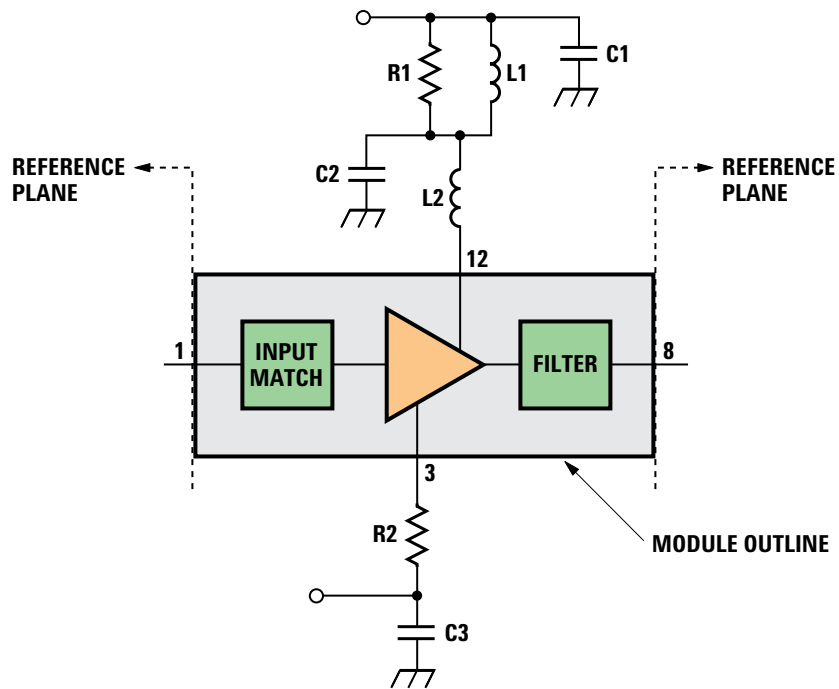 R1
L1
C1
REFERENCE
PLANE
C2
L2
REFERENCE
PLANE
12
1
INPUT
MATCH
FILTER
8
3
R2
MODULE OUTLINE
C3